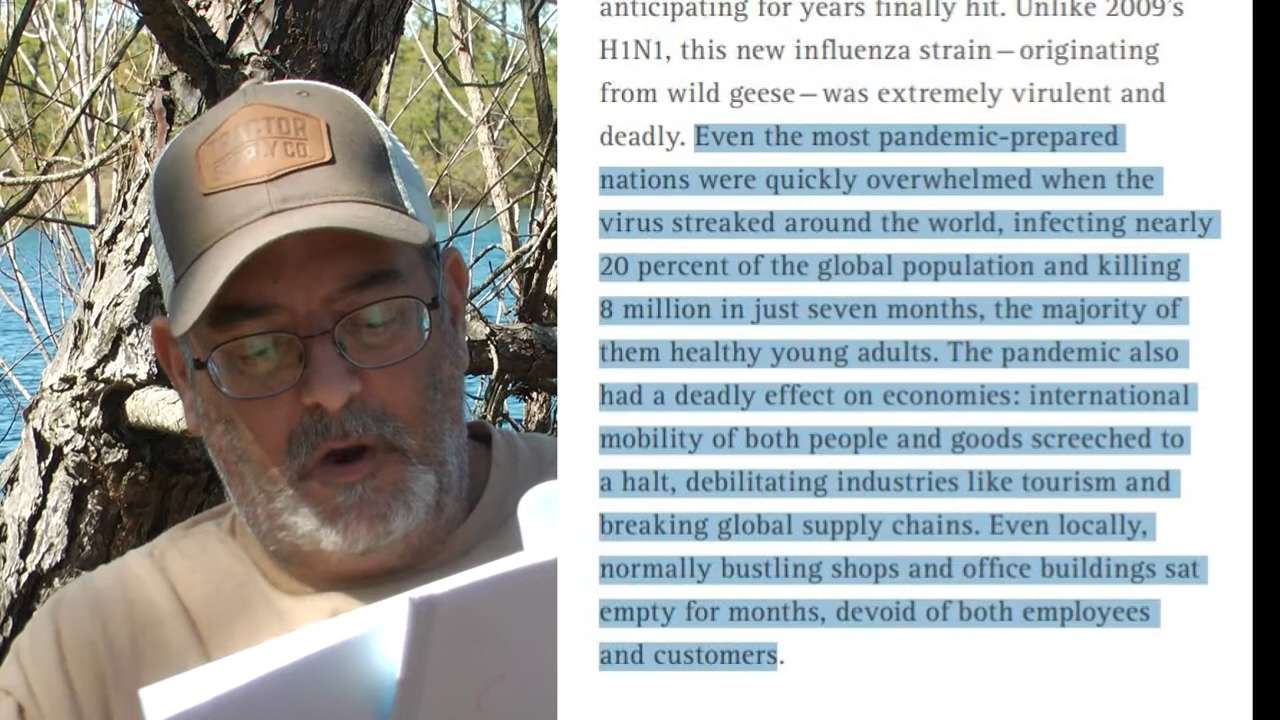 TRACTOR
SUPPLY CO.
anticipating for years finally hit. Unlike 2009's
H1N1, this new influenza strain—originating
from wild geese—was extremely virulent and
deadly. Even the most pandemic-prepared
nations were quickly overwhelmed when the
virus streaked around the world, infecting nearly
20 percent of the global population and killing
8 million in just seven months, the majority of
them healthy young adults. The pandemic also
had a deadly effect on economies: international
mobility of both people and goods screeched to
a halt, debilitating industries like tourism and
breaking global supply chains. Even locally,
normally bustling shops and office buildings sat
empty for months, devoid of both employees
and customers.